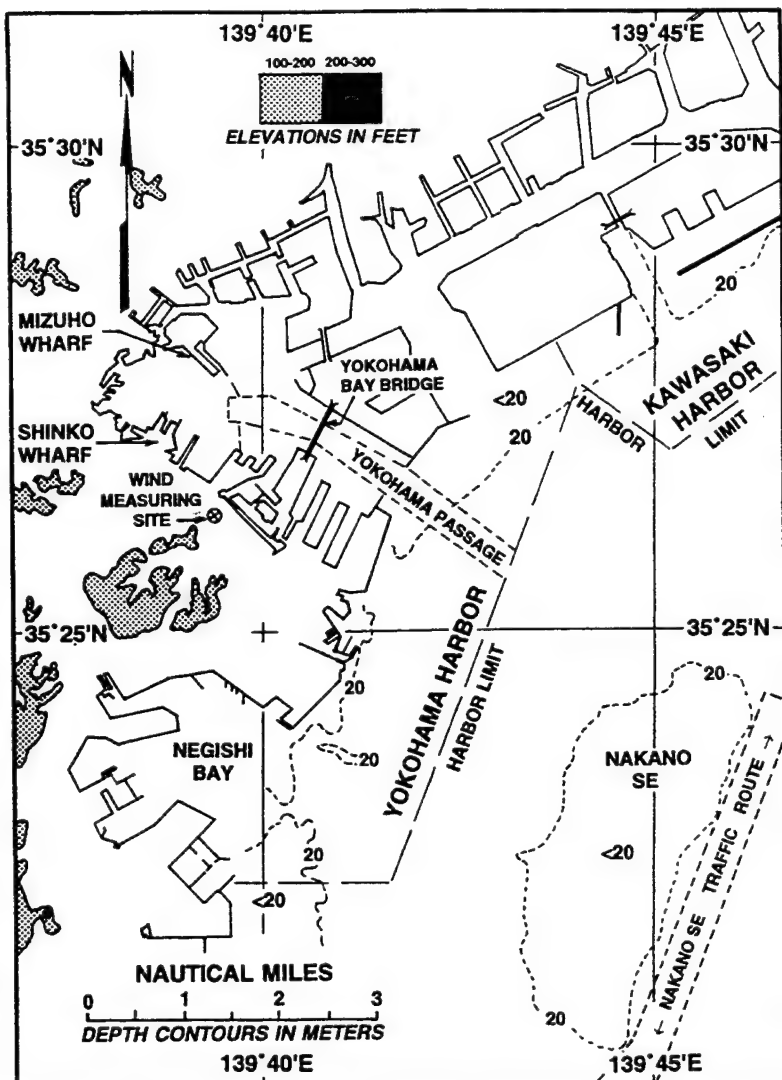 139°40'E
139°45'E
N
100-200 200-300
ELEVATIONS IN FEET
35°30'N
35°30'N
20
MIZUHO
WHARF
YOKOHAMA
BAY BRIDGE
<20
20
HARBOR
LIMIT
KAWASAKI
HARBOR
SHINKO
WHARF
WIND
MEASURING
SITE
YOKOHAMA PASSAGE
35°25'N
35°25'N
YOKOHAMA HARBOR
HARBOR LIMIT
20
20
NEGISHI
BAY
20
NAKANO
SE
20
<20
<20
NAKANO SE TRAFFIC ROUTE
20
NAUTICAL MILES
0 1 2 3
DEPTH CONTOURS IN METERS
139°40'E
139°45'E